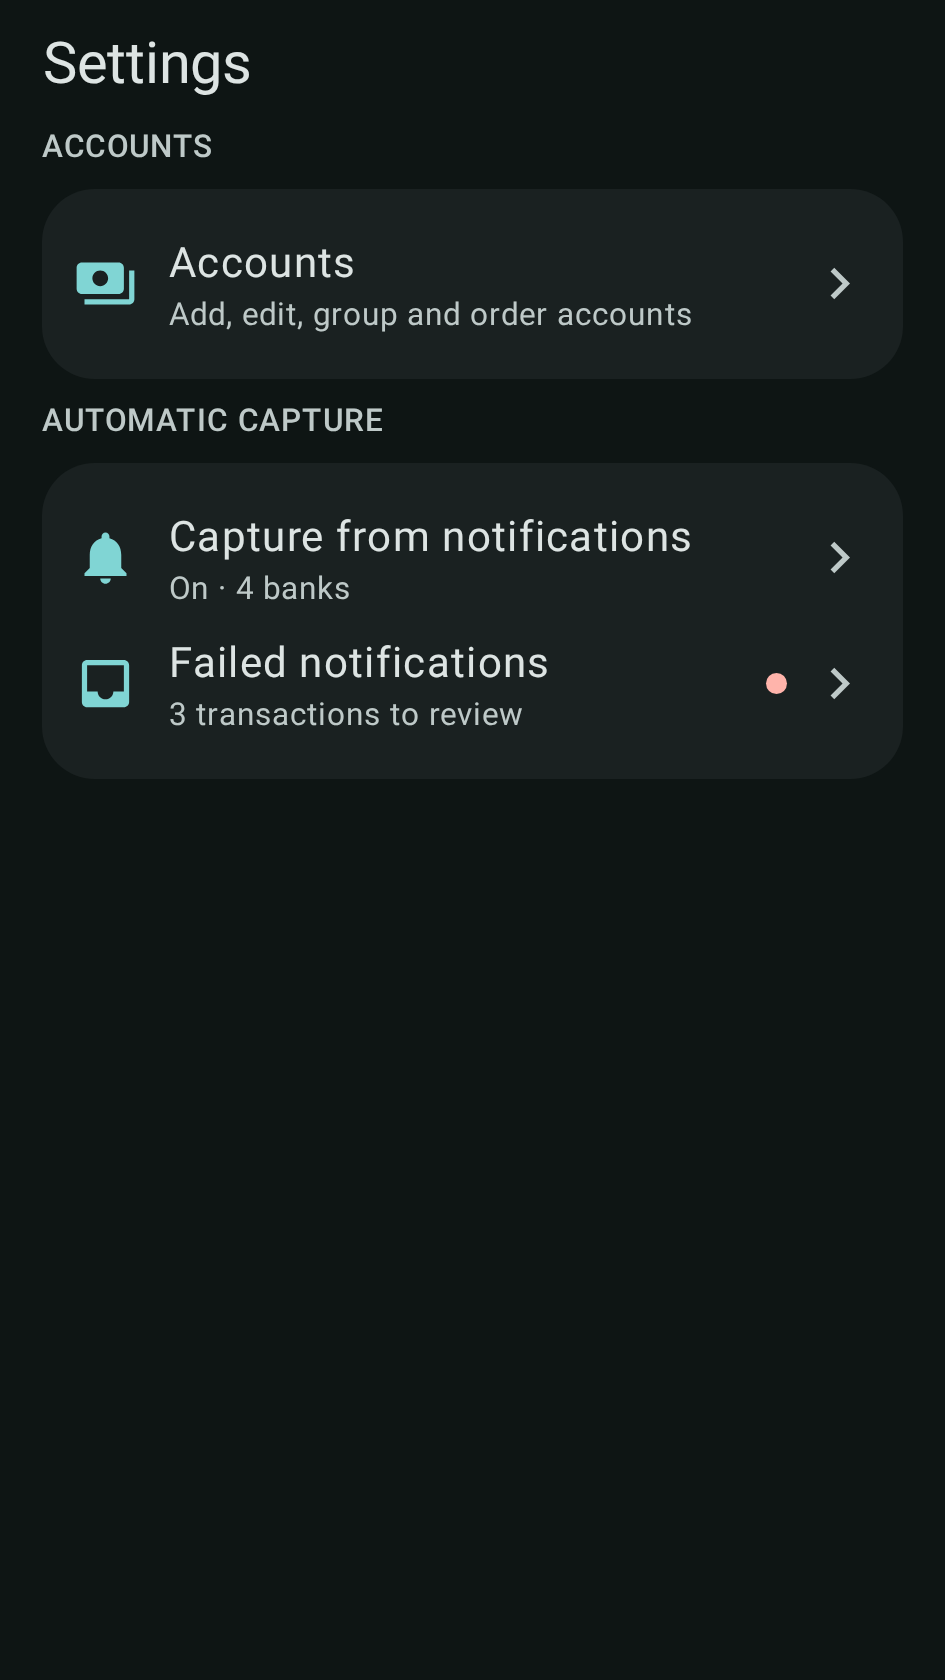 Settings
ACCOUNTS
Accounts
Add, edit, group and order accounts
AUTOMATIC CAPTURE
Capture from notifications
On · 4 banks
Failed notifications
3 transactions to review